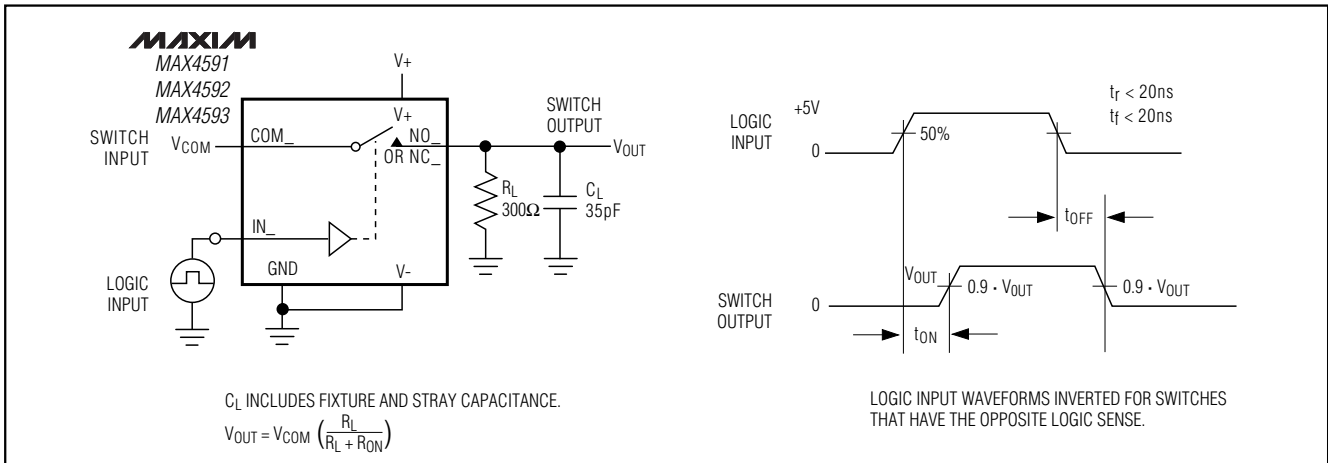 MAXIM
MAX4591
MAX4592
MAX4593
V+
SWITCH
INPUT
VCOM
COM_
V+
NO_
OR NC_
SWITCH
OUTPUT
VOUT
RL
300Ω
CL
35pF
IN_
LOGIC
INPUT
GND
V-
CL INCLUDES FIXTURE AND STRAY CAPACITANCE.
VOUT = VCOM (RL / RL + RON)
LOGIC
INPUT
+5V
0
50%
tr < 20ns
tf < 20ns
tOFF
SWITCH
OUTPUT
VOUT
0
0.9 · VOUT
0.9 · VOUT
tON
LOGIC INPUT WAVEFORMS INVERTED FOR SWITCHES
THAT HAVE THE OPPOSITE LOGIC SENSE.